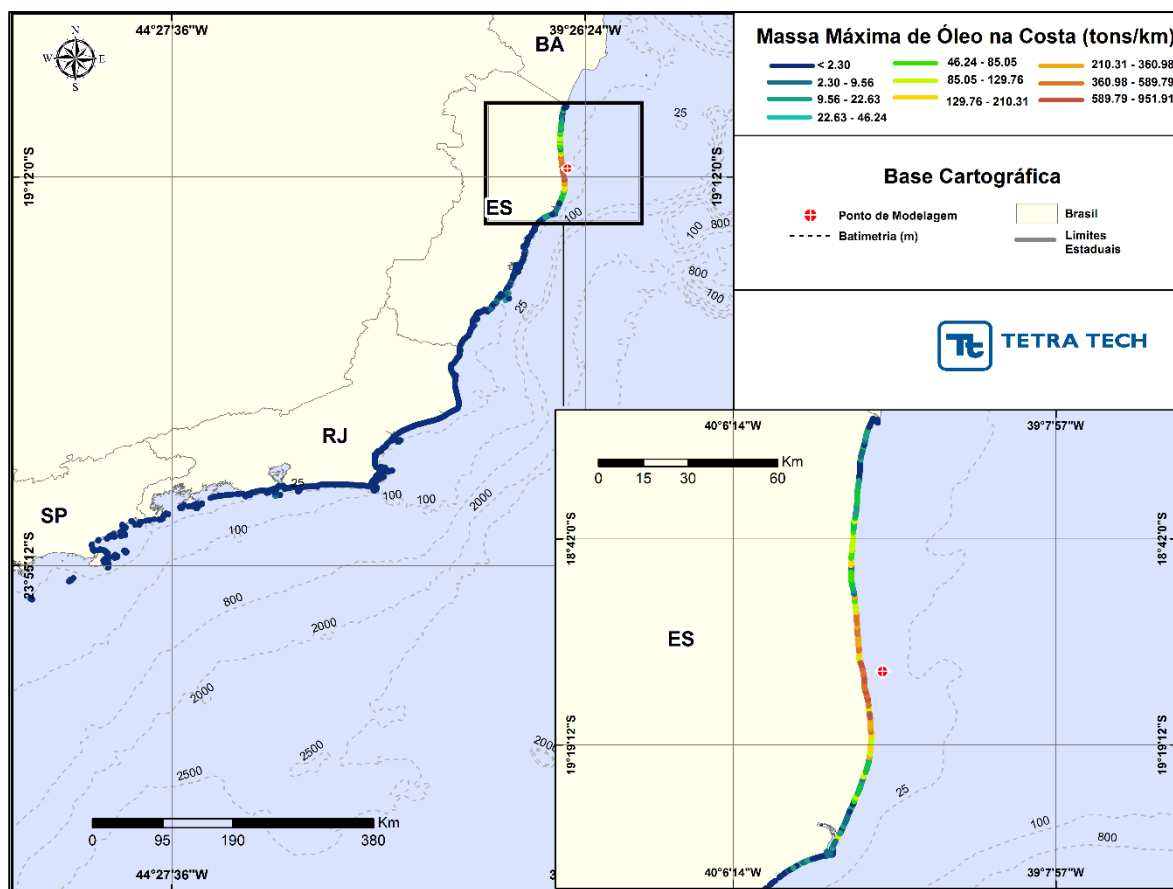 44°27'36"W
39°26'24"W
N
W
E
S
BA
25
19°12'0"S
19°12'0"S
ES
100
800
100
800
100
25
RJ
25
100
100
2000
SP
100
23°55'12"S
23°55'12"S
800
2000
2000
2500
2500
Km
0 95 190 380
44°27'36"W
Massa Máxima de Óleo na Costa (tons/km)
< 2.30
2.30 - 9.56
9.56 - 22.63
22.63 - 46.24
46.24 - 85.05
85.05 - 129.76
129.76 - 210.31
210.31 - 360.98
360.98 - 589.79
589.79 - 951.91
Base Cartográfica
Ponto de Modelagem
Batimetria (m)
Brasil
Limites
Estaduais
Tt
TETRA TECH
40°6'14"W
39°7'57"W
Km
0 15 30 60
18°42'0"S
18°42'0"S
ES
19°19'12"S
19°19'12"S
25
100
800
40°6'14"W
39°7'57"W